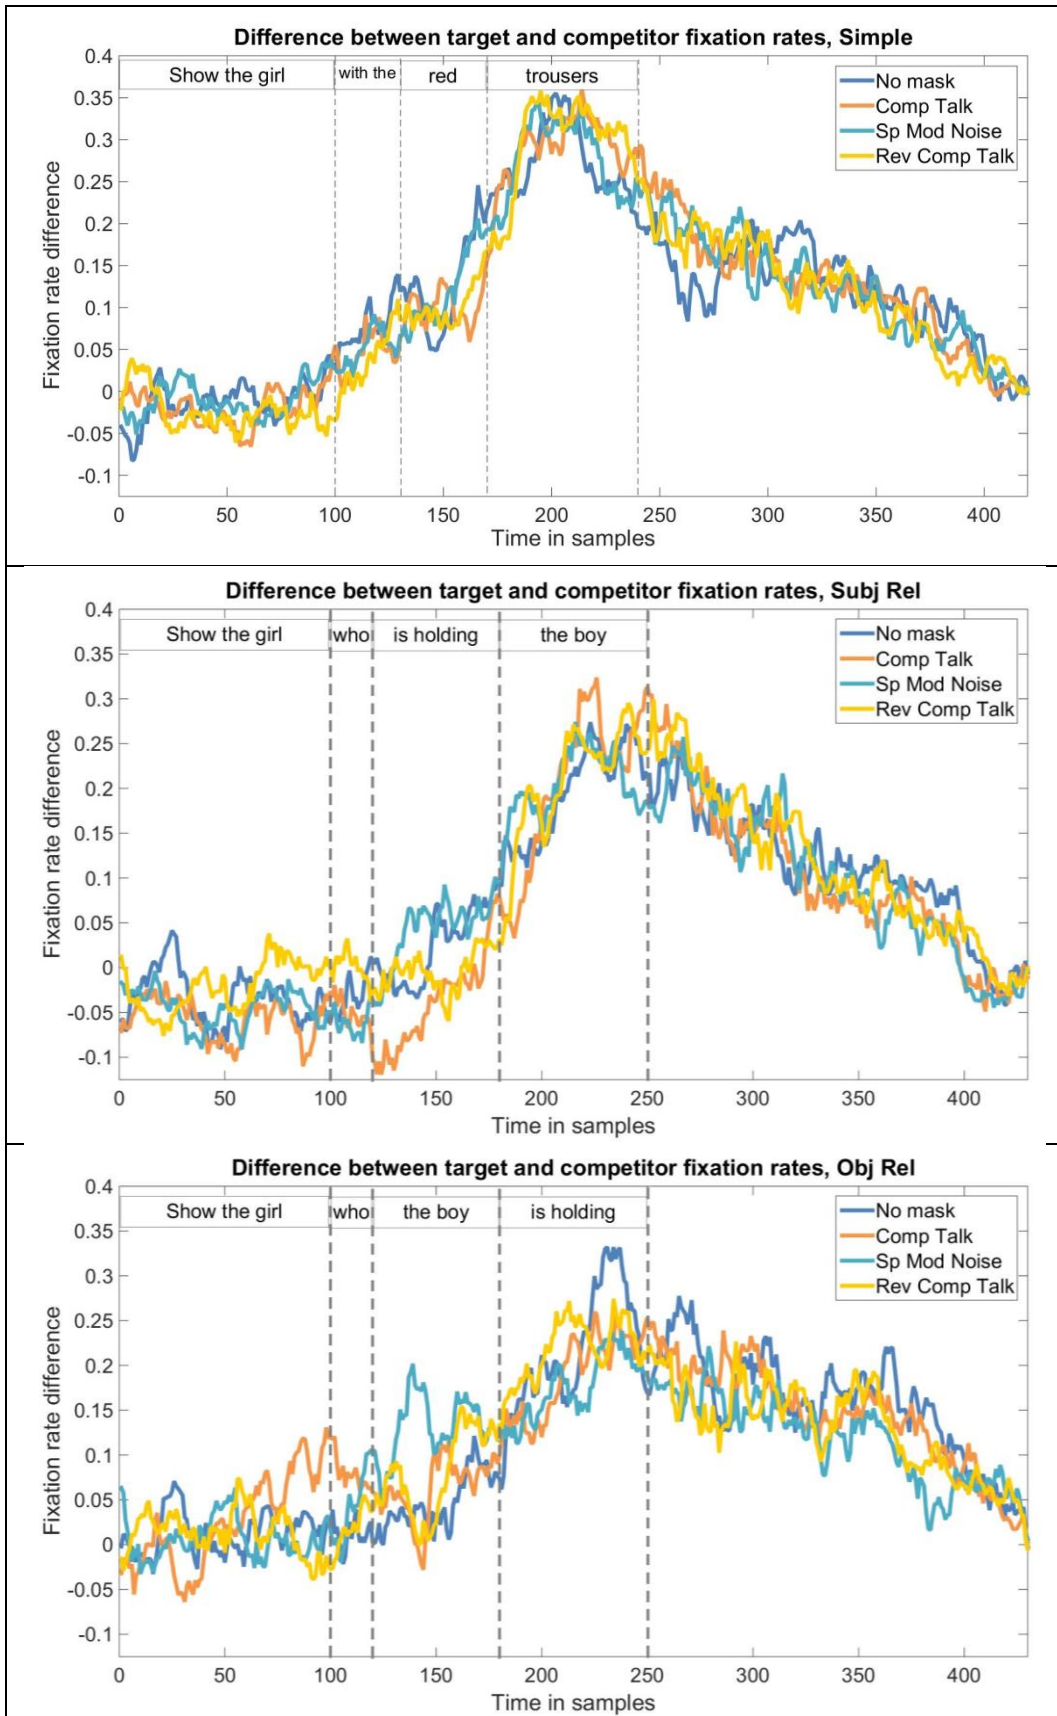 Difference between target and competitor fixation rates, Simple
0.4
0.35
0.3
0.25
0.2
0.15
0.1
0.05
0
-0.05
-0.1
Fixation rate difference
Show the girl
with the
red
trousers
No mask
Comp Talk
Sp Mod Noise
Rev Comp Talk
0 50 100 150 200 250 300 350 400
Time in samples
Difference between target and competitor fixation rates, Subj Rel
0.4
0.35
0.3
0.25
0.2
0.15
0.1
0.05
0
-0.05
-0.1
Fixation rate difference
Show the girl
who
is holding
the boy
No mask
Comp Talk
Sp Mod Noise
Rev Comp Talk
0 50 100 150 200 250 300 350 400
Time in samples
Difference between target and competitor fixation rates, Obj Rel
0.4
0.35
0.3
0.25
0.2
0.15
0.1
0.05
0
-0.05
-0.1
Fixation rate difference
Show the girl
who
the boy
is holding
No mask
Comp Talk
Sp Mod Noise
Rev Comp Talk
0 50 100 150 200 250 300 350 400
Time in samples